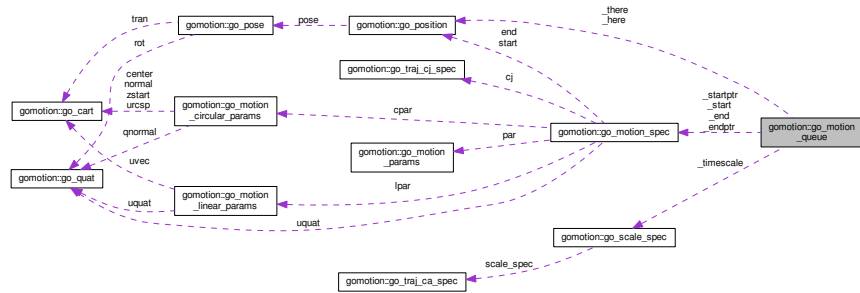 _there
_here
tran
gomotion::go_pose
pose
gomotion::go_position
rot
end
start
gomotion::go_traj_cj_spec
cj
center
normal
zstart
urcsp
gomotion::go_cart
gomotion::go_motion
_circular_params
cpar
_startptr
_start
_end
_endptr
gomotion::go_motion
_queue
qnormal
gomotion::go_motion_spec
par
gomotion::go_motion
_params
uvec
_timescale
gomotion::go_quat
lpar
uquat
gomotion::go_motion
_linear_params
uquat
gomotion::go_scale_spec
scale_spec
gomotion::go_traj_ca_spec